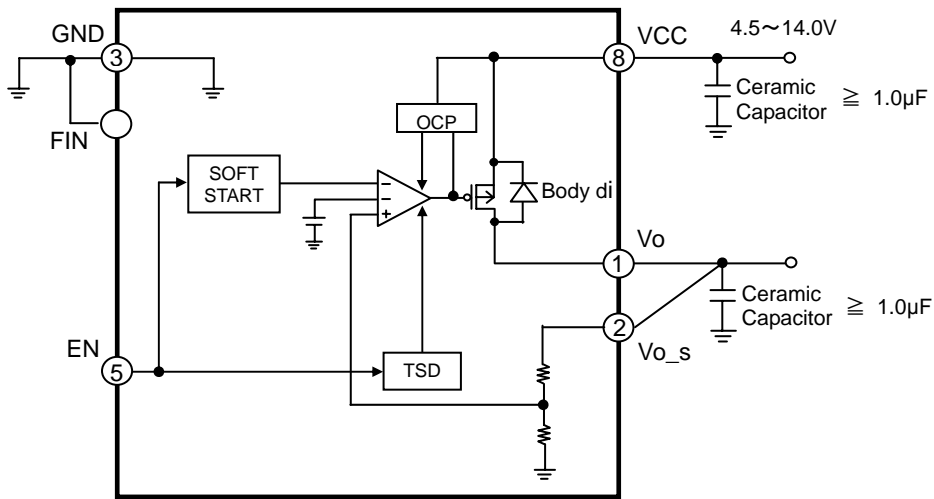 GND
3
FIN
VCC
8
4.5～14.0V
Ceramic
Capacitor ≧ 1.0µF
OCP
SOFT
START
−
−
+
Body di
Vo
1
Ceramic
Capacitor ≧ 1.0µF
2
Vo_s
EN
5
TSD